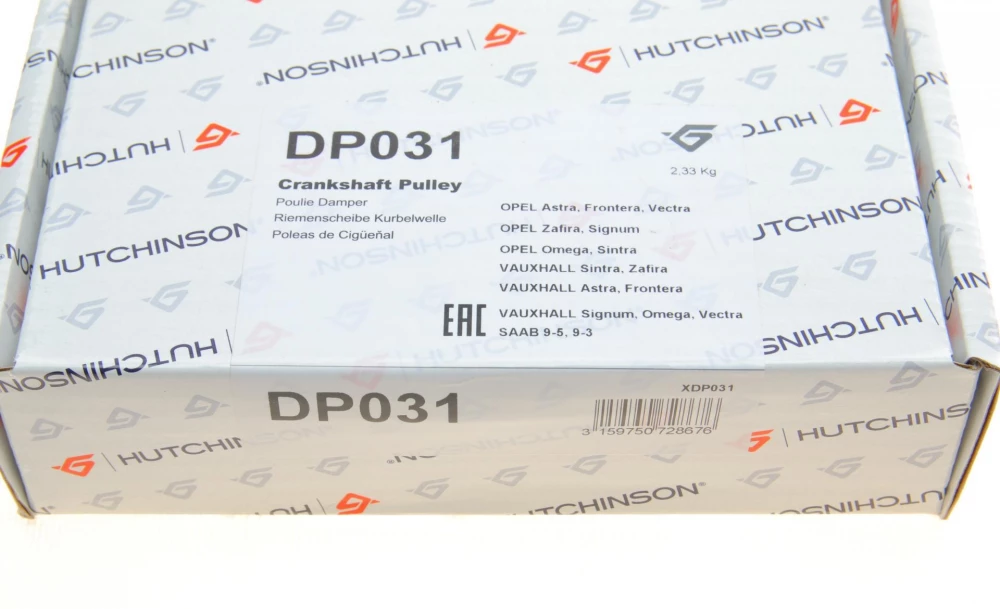 HUTCHINSON®
HUTCHINSON
HUTCHINSON
DP031
2,33 Kg
Crankshaft Pulley
Poulie Damper
Riemenscheibe Kurbelwelle
Poleas de Cigüeñal
OPEL Astra, Frontera, Vectra
OPEL Zafira, Signum
OPEL Omega, Sintra
VAUXHALL Sintra, Zafira
VAUXHALL Astra, Frontera
EAC
VAUXHALL Signum, Omega, Vectra
SAAB 9-5, 9-3
HUTCHINSON
HUTCHINSON
DP031
XDP031
3 159750 728676
HUTCHINSON®